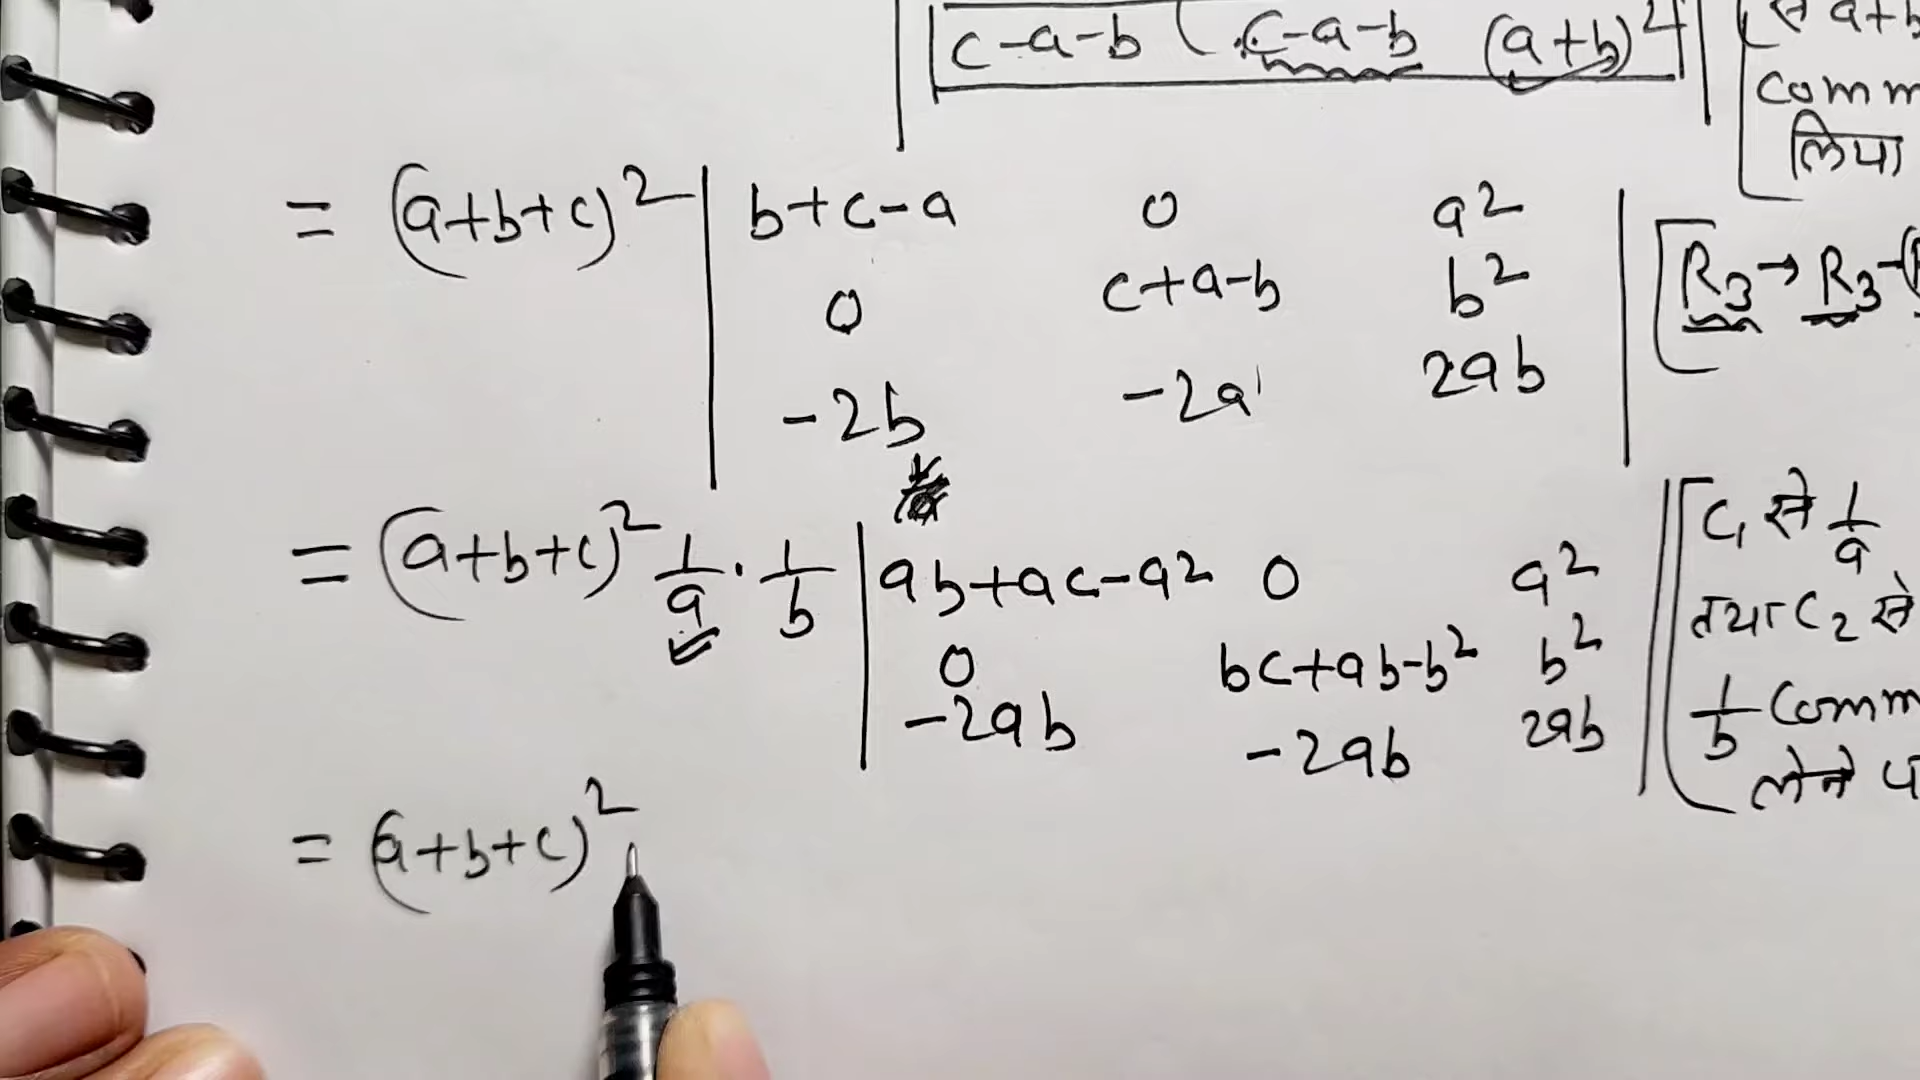 | c-a-b c-a-b (a+b)² | से a+b
comm
लिया
= (a+b+c)² | b+c-a 0 a² |
0 c+a-b b² [R₃→R₃-(
-2b -2a 2ab
= (a+b+c)² 1/a · 1/b | ab+ac-a² 0 a² | [C₁ से 1/a
0 bc+ab-b² b² तथा C₂ से
-2ab -2ab 2ab 1/b Comm
लेने प
= (a+b+c)²